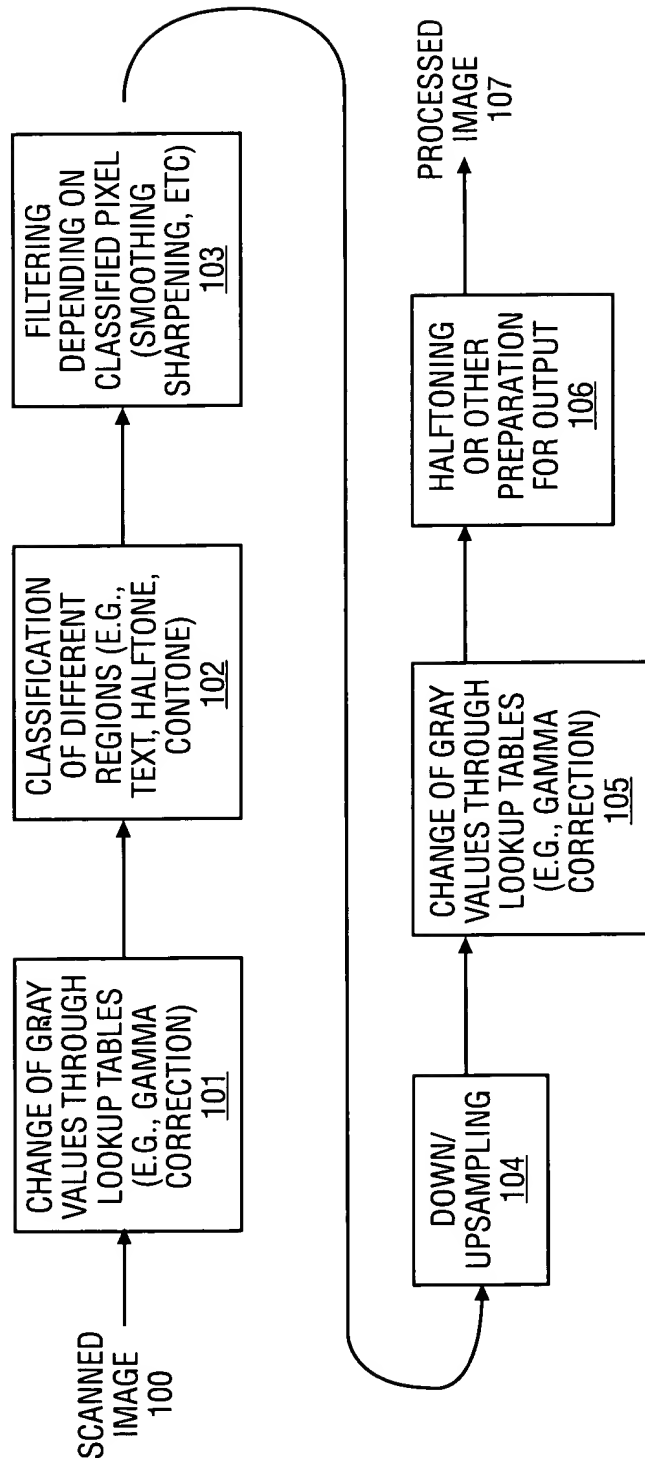 SCANNED
IMAGE
100
CHANGE OF GRAY
VALUES THROUGH
LOOKUP TABLES
(E.G., GAMMA
CORRECTION)
101
CLASSIFICATION
OF DIFFERENT
REGIONS (E.G.,
TEXT, HALFTONE,
CONTONE)
102
FILTERING
DEPENDING ON
CLASSIFIED PIXEL
(SMOOTHING
SHARPENING, ETC)
103
DOWN/
UPSAMPLING
104
CHANGE OF GRAY
VALUES THROUGH
LOOKUP TABLES
(E.G., GAMMA
CORRECTION)
105
HALFTONING
OR OTHER
PREPARATION
FOR OUTPUT
106
PROCESSED
IMAGE
107